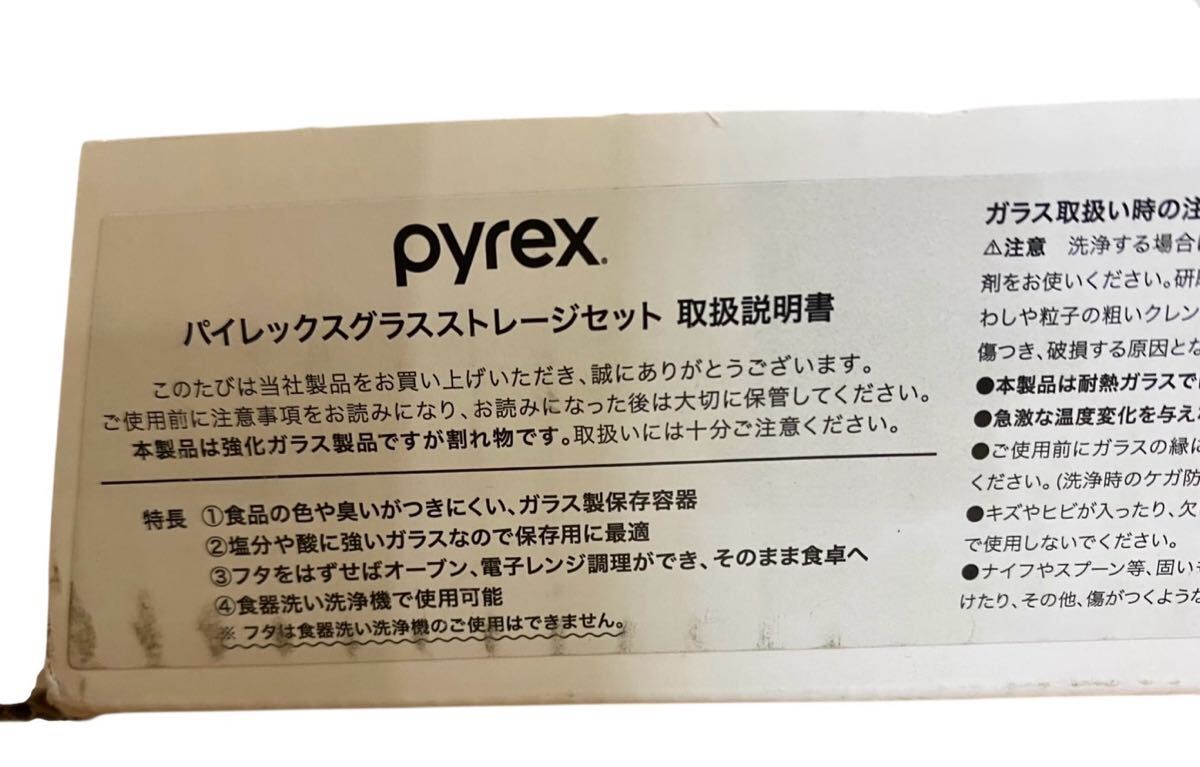 pyrex®
パイレックスグラスストレージセット 取扱説明書
このたびは当社製品をお買い上げいただき、誠にありがとうございます。
ご使用前に注意事項をお読みになり、お読みになった後は大切に保管してください。
本製品は強化ガラス製品ですが割れ物です。取扱いには十分ご注意ください。
特長 ①食品の色や臭いがつきにくい、ガラス製保存容器
②塩分や酸に強いガラスなので保存用に最適
③フタをはずせばオーブン、電子レンジ調理ができ、そのまま食卓へ
④食器洗い洗浄機で使用可能
※ フタは食器洗い洗浄機のご使用はできません。
ガラス取扱い時の注
⚠注意 洗浄する場合は
剤をお使いください。研
わしや粒子の粗いクレン
傷つき、破損する原因とな
●本製品は耐熱ガラスで
●急激な温度変化を与え
●ご使用前にガラスの縁に
ください。(洗浄時のケガ防
●キズやヒビが入ったり、欠
で使用しないでください。
●ナイフやスプーン等、固い
けたり、その他、傷がつくような